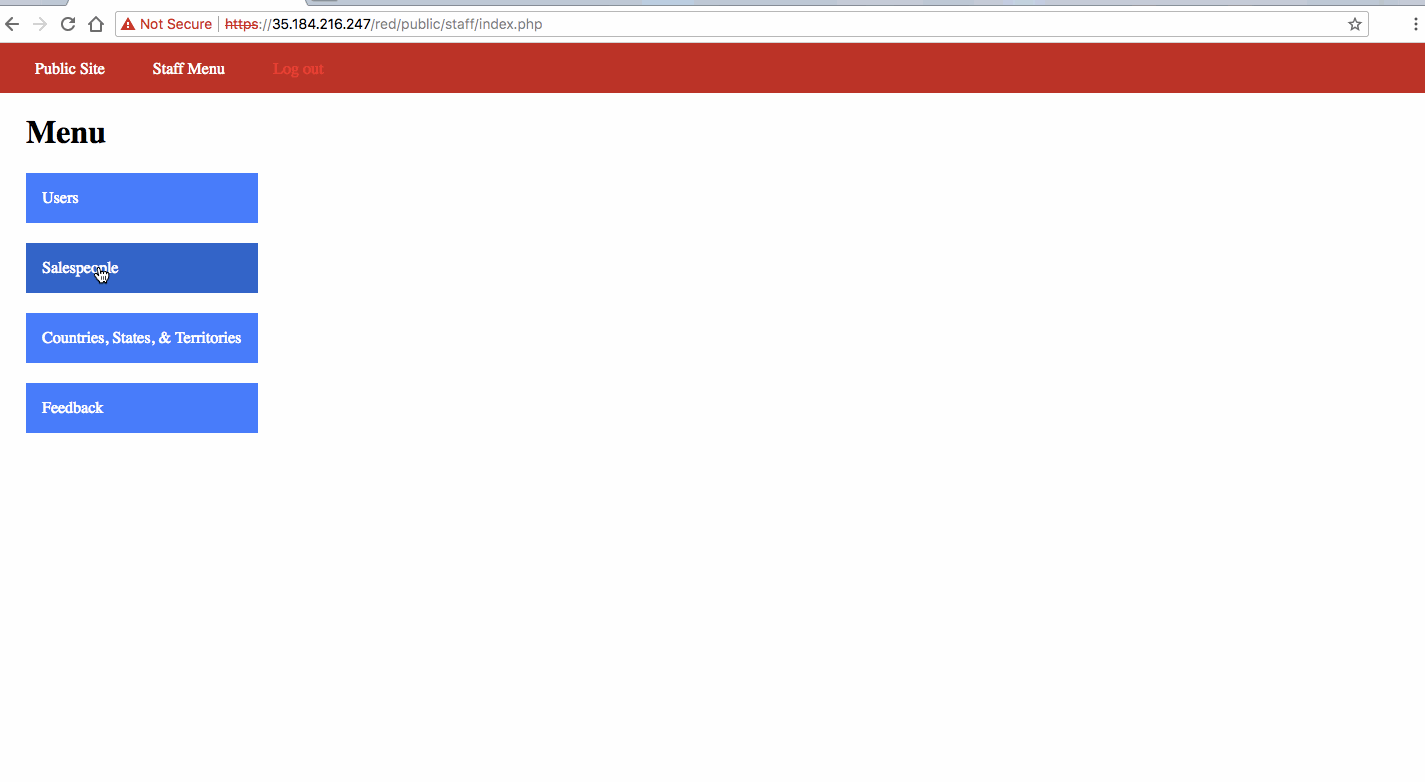 Not Secure | https://35.184.216.247/red/public/staff/index.php
Public Site Staff Menu Log out
Menu
Users
Salespeople
Countries, States, & Territories
Feedback